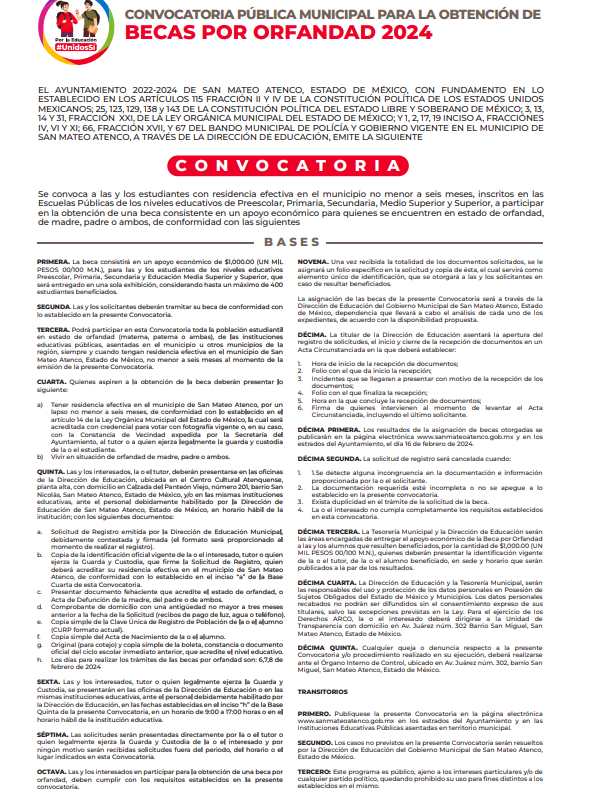 Por la Educación
#UnidosSí
CONVOCATORIA PÚBLICA MUNICIPAL PARA LA OBTENCIÓN DE
BECAS POR ORFANDAD 2024
EL AYUNTAMIENTO 2022-2024 DE SAN MATEO ATENCO, ESTADO DE MÉXICO, CON FUNDAMENTO EN LO
ESTABLECIDO EN LOS ARTÍCULOS 115 FRACCIÓN II Y IV DE LA CONSTITUCIÓN POLÍTICA DE LOS ESTADOS UNIDOS
MEXICANOS; 25, 123, 129, 138 y 143 DE LA CONSTITUCIÓN POLÍTICA DEL ESTADO LIBRE Y SOBERANO DE MÉXICO; 3, 13,
14 Y 31, FRACCIÓN XXI, DE LA LEY ORGÁNICA MUNICIPAL DEL ESTADO DE MÉXICO; Y 1, 2, 17, 19 INCISO A, FRACCIONES
IV, VI Y XI; 66, FRACCIÓN XVII, Y 67 DEL BANDO MUNICIPAL DE POLICÍA Y GOBIERNO VIGENTE EN EL MUNICIPIO DE
SAN MATEO ATENCO, A TRAVÉS DE LA DIRECCIÓN DE EDUCACIÓN, EMITE LA SIGUIENTE
CONVOCATORIA
Se convoca a las y los estudiantes con residencia efectiva en el municipio no menor a seis meses, inscritos en las
Escuelas Públicas de los niveles educativos de Preescolar, Primaria, Secundaria, Medio Superior y Superior, a participar
en la obtención de una beca consistente en un apoyo económico para quienes se encuentren en estado de orfandad,
de madre, padre o ambos, de conformidad con las siguientes
BASES
PRIMERA. La beca consistirá en un apoyo económico de $1,000.00 (UN MIL
PESOS 00/100 M.N.), para las y los estudiantes de los niveles educativos
Preescolar, Primaria, Secundaria y Educación Media Superior y Superior, que
será entregado en una sola exhibición, considerando hasta un máximo de 400
estudiantes beneficiados.
SEGUNDA. Las y los solicitantes deberán tramitar su beca de conformidad con
lo establecido en la presente Convocatoria.
TERCERA. Podrá participar en esta Convocatoria toda la población estudiantil
en estado de orfandad (materna, paterna o ambas), de las instituciones
educativas públicas, asentadas en el municipio u otros municipios de la
región, siempre y cuando tengan residencia efectiva en el municipio de San
Mateo Atenco, Estado de México, no menor a seis meses al momento de la
emisión de la presente Convocatoria.
CUARTA. Quienes aspiren a la obtención de la beca deberán presentar lo
siguiente:
a) Tener residencia efectiva en el municipio de San Mateo Atenco, por un
lapso no menor a seis meses, de conformidad con lo establecido en el
artículo 14 de la Ley Orgánica Municipal del Estado de México, la cual será
acreditada con credencial para votar con fotografía vigente o, en su caso,
con la Constancia de Vecindad expedida por la Secretaría del
Ayuntamiento, al tutor o a quien ejerza legalmente la guarda y custodia
de la o el estudiante.
b) Vivir en situación de orfandad de madre, padre o ambos.
QUINTA. Las y los interesados, la o el tutor, deberán presentarse en las oficinas
de la Dirección de Educación, ubicada en el Centro Cultural Atenquense,
planta alta, con domicilio en Calzada del Panteón Viejo, número 201, barrio San
Nicolás, San Mateo Atenco, Estado de México, y/o en las mismas instituciones
educativas, ante el personal debidamente habilitado por la Dirección de
Educación de San Mateo Atenco, Estado de México, en horario hábil de la
institución; con los siguientes documentos:
a. Solicitud de Registro emitida por la Dirección de Educación Municipal,
debidamente contestada y firmada (el formato será proporcionado al
momento de realizar el registro).
b. Copia de la identificación oficial vigente de la o el interesado, tutor o quien
ejerza la Guarda y Custodia, que firme la Solicitud de Registro, quien
deberá acreditar su residencia efectiva en el municipio de San Mateo
Atenco, de conformidad con lo establecido en el inciso "a" de la Base
Cuarta de esta Convocatoria.
c. Presentar documento fehaciente que acredite el estado de orfandad, o
Acta de Defunción de la madre, del padre o de ambos.
d. Comprobante de domicilio con una antigüedad no mayor a tres meses
anterior a la fecha de la Solicitud (recibos de pago de luz, agua o teléfono).
e. Copia simple de la Clave Única de Registro de Población de la o el alumno
(CURP formato actual).
f. Copia simple del Acta de Nacimiento de la o el alumno.
g. Original (para cotejo) y copia simple de la boleta, constancia o documento
oficial del ciclo escolar inmediato anterior, que acredite el nivel educativo.
h. Los días para realizar los trámites de las becas por orfandad son: 6,7,8 de
febrero de 2024
SEXTA. Las y los interesados, tutor o quien legalmente ejerza la Guarda y
Custodia, se presentarán en las oficinas de la Dirección de Educación o en las
mismas instituciones educativas, ante el personal debidamente habilitado por
la Dirección de Educación, en las fechas establecidas en el inciso "h" de la Base
Quinta de la presente Convocatoria, en un horario de 9:00 a 17:00 horas o en el
horario hábil de la institución educativa.
SÉPTIMA. Las solicitudes serán presentadas directamente por la o el tutor o
quien legalmente ejerza la Guarda y Custodia de la o el interesado y por
ningún motivo serán recibidas solicitudes fuera del periodo, del horario o el
lugar indicados en esta Convocatoria.
OCTAVA. Las y los interesados en participar para la obtención de una beca por
orfandad, deben cumplir con los requisitos establecidos en la presente
convocatoria.
NOVENA. Una vez recibida la totalidad de los documentos solicitados, se le
asignará un folio específico en la solicitud y copia de ésta, el cual servirá como
elemento único de identificación, que se otorgará a las y los solicitantes en
caso de resultar beneficiados.
La asignación de las becas de la presente Convocatoria será a través de la
Dirección de Educación del Gobierno Municipal de San Mateo Atenco, Estado
de México, dependencia que llevará a cabo el análisis de cada uno de los
expedientes, de acuerdo con la disposición propuesta.
DÉCIMA. La titular de la Dirección de Educación asentará la apertura del
registro de solicitudes, el inicio y cierre de la recepción de documentos en un
Acta Circunstanciada en la que deberá establecer:
1. Hora de inicio de recepción de documentos;
2. Folio con el que da inicio la recepción;
3. Incidentes que se llegaran a presentar con motivo de la recepción de los
documentos;
4. Folio con el que finaliza la recepción;
5. Hora en la que concluye la recepción de documentos;
6. Firma de quienes intervienen al momento de levantar el Acta
Circunstanciada, incluyendo el último solicitante.
DÉCIMA PRIMERA. Los resultados de la asignación de becas otorgadas se
publicarán en la página electrónica www.sanmateoatenco.gob.mx y en los
estrados del Ayuntamiento, el día 16 de febrero de 2024.
DÉCIMA SEGUNDA. La solicitud de registro será cancelada cuando:
1. 1.Se detecte alguna incongruencia en la documentación e información
proporcionada por la o el solicitante.
2. La documentación requerida esté incompleta o no se apegue a lo
establecido en la presente convocatoria.
3. Exista duplicidad en el trámite de la solicitud de la beca.
4. La o el interesado no cumpla completamente los requisitos establecidos
en esta convocatoria.
DÉCIMA TERCERA. La Tesorería Municipal y la Dirección de Educación serán
las áreas encargadas de entregar el apoyo económico de la Beca por Orfandad
a las y los alumnos que resulten beneficiados, por la cantidad de $1,000.00 (UN
MIL PESOS 00/100 M.N.), quienes deberán presentar la identificación vigente
de la o el tutor, de la o el alumno beneficiado, en sede y horario que serán
publicados a la par de los resultados.
DÉCIMA CUARTA. La Dirección de Educación y la Tesorería Municipal, serán
las responsables del uso y protección de los datos personales en Posesión de
Sujetos Obligados del Estado de México y Municipios. Los datos personales
recabados no podrán ser difundidos sin el consentimiento expreso de sus
titulares, salvo las excepciones previstas en Ley. Para el ejercicio de los
Derechos ARCO, la o el interesado deberá dirigirse a la Unidad de
Transparencia con domicilio en Av. Juárez núm. 302 Barrio San Miguel, San
Mateo Atenco, Estado de México.
DÉCIMA QUINTA. Cualquier queja o denuncia respecto a la presente
Convocatoria y/o procedimiento realizado en su ejecución, deberá realizarse
ante el Órgano Interno de Control, ubicado en Av. Juárez núm. 302, barrio San
Miguel, San Mateo Atenco, Estado de México.
TRANSITORIOS
PRIMERO. Publíquese la presente Convocatoria en la página electrónica
www.sanmateoatenco.gob.mx en los estrados del Ayuntamiento y en las
Instituciones Educativas Públicas asentadas en territorio municipal.
SEGUNDO. Los casos no previstos en la presente Convocatoria serán resueltos
por la Dirección de Educación del Gobierno Municipal de San Mateo Atenco,
Estado de México.
TERCERO: Este programa es público, ajeno a los intereses particulares y/o de
cualquier partido político, quedando prohibido su uso para fines distintos a los
establecidos en el mismo.